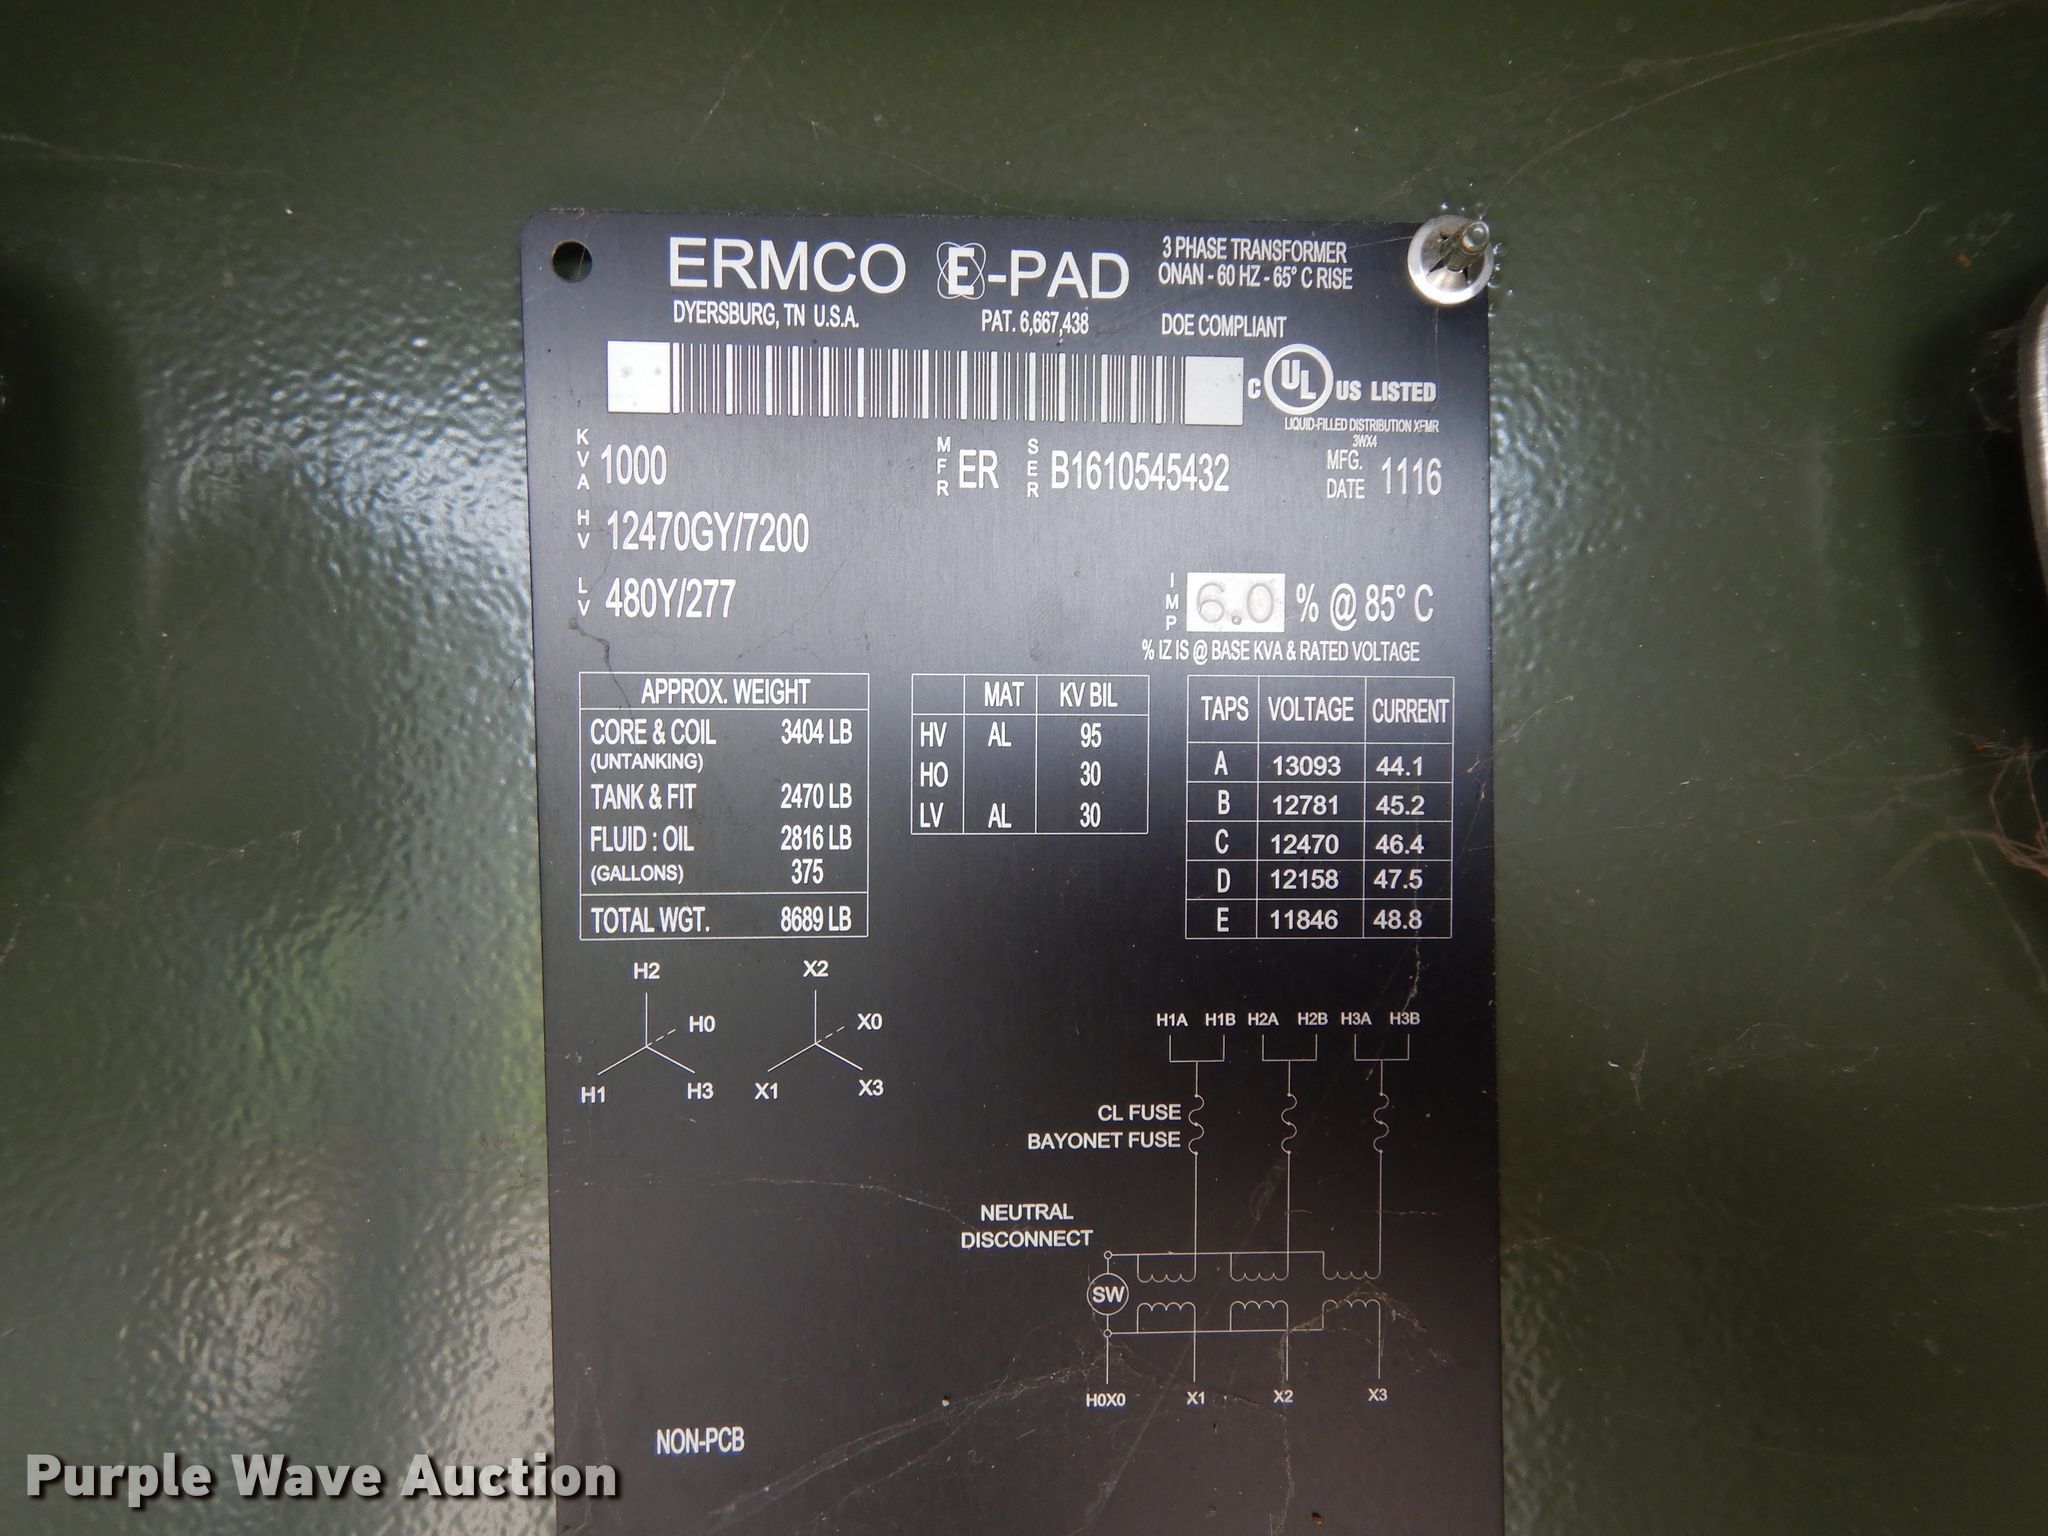 ERMCO E-PAD
3 PHASE TRANSFORMER
ONAN - 60 HZ - 65° C RISE
DYERSBURG, TN U.S.A.
PAT. 6,667,438
DOE COMPLIANT
C UL US LISTED
LIQUID-FILLED DISTRIBUTION XFMR
3WX4
KVA 1000
MFR ER
SER B1610545432
MFG. DATE 1116
HV 12470GY/7200
LV 480Y/277
IMP 6.0 % @ 85° C
% IZ IS @ BASE KVA & RATED VOLTAGE
APPROX. WEIGHT
CORE & COIL 3404 LB
(UNTANKING)
TANK & FIT 2470 LB
FLUID : OIL 2816 LB
(GALLONS) 375
TOTAL WGT. 8689 LB
MAT KV BIL
HV AL 95
HO 30
LV AL 30
TAPS VOLTAGE CURRENT
A 13093 44.1
B 12781 45.2
C 12470 46.4
D 12158 47.5
E 11846 48.8
H2
H0
H1 H3
X2
X0
X1 X3
H1A H1B H2A H2B H3A H3B
CL FUSE
BAYONET FUSE
NEUTRAL
DISCONNECT
SW
H0X0 X1 X2 X3
NON-PCB
Purple Wave Auction